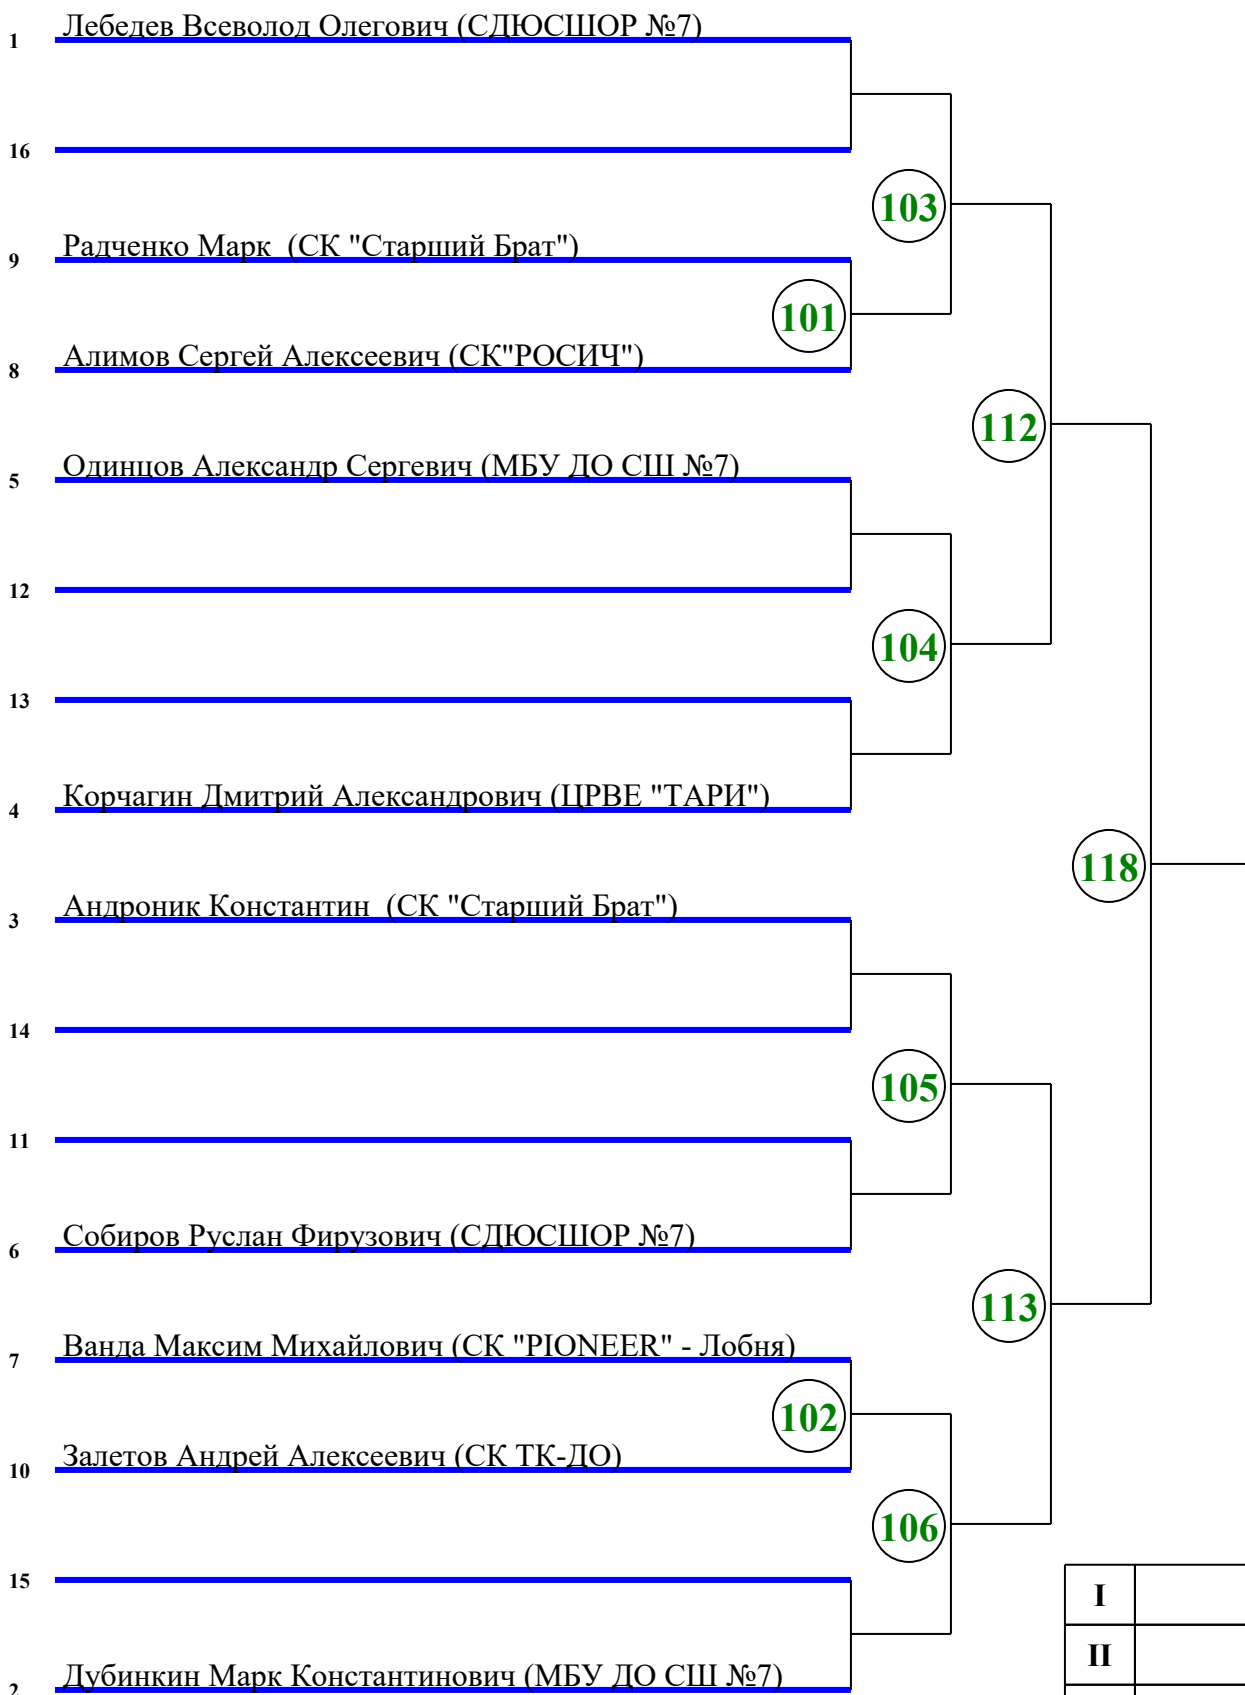 1 Лебедев Всеволод Олегович (СДЮСШОР №7)
16
103
9 Радченко Марк (СК "Старший Брат")
101
8 Алимов Сергей Алексеевич (СК"РОСИЧ")
112
5 Одинцов Александр Сергевич (МБУ ДО СШ №7)
12
104
13
4 Корчагин Дмитрий Александрович (ЦРВЕ "ТАРИ")
118
3 Андроник Константин (СК "Старший Брат")
14
105
11
6 Собиров Руслан Фирузович (СДЮСШОР №7)
113
7 Ванда Максим Михайлович (СК "PIONEER" - Лобня)
102
10 Залетов Андрей Алексеевич (СК ТК-ДО)
106
15
I
II
2 Дубинкин Марк Константинович (МБУ ДО СШ №7)